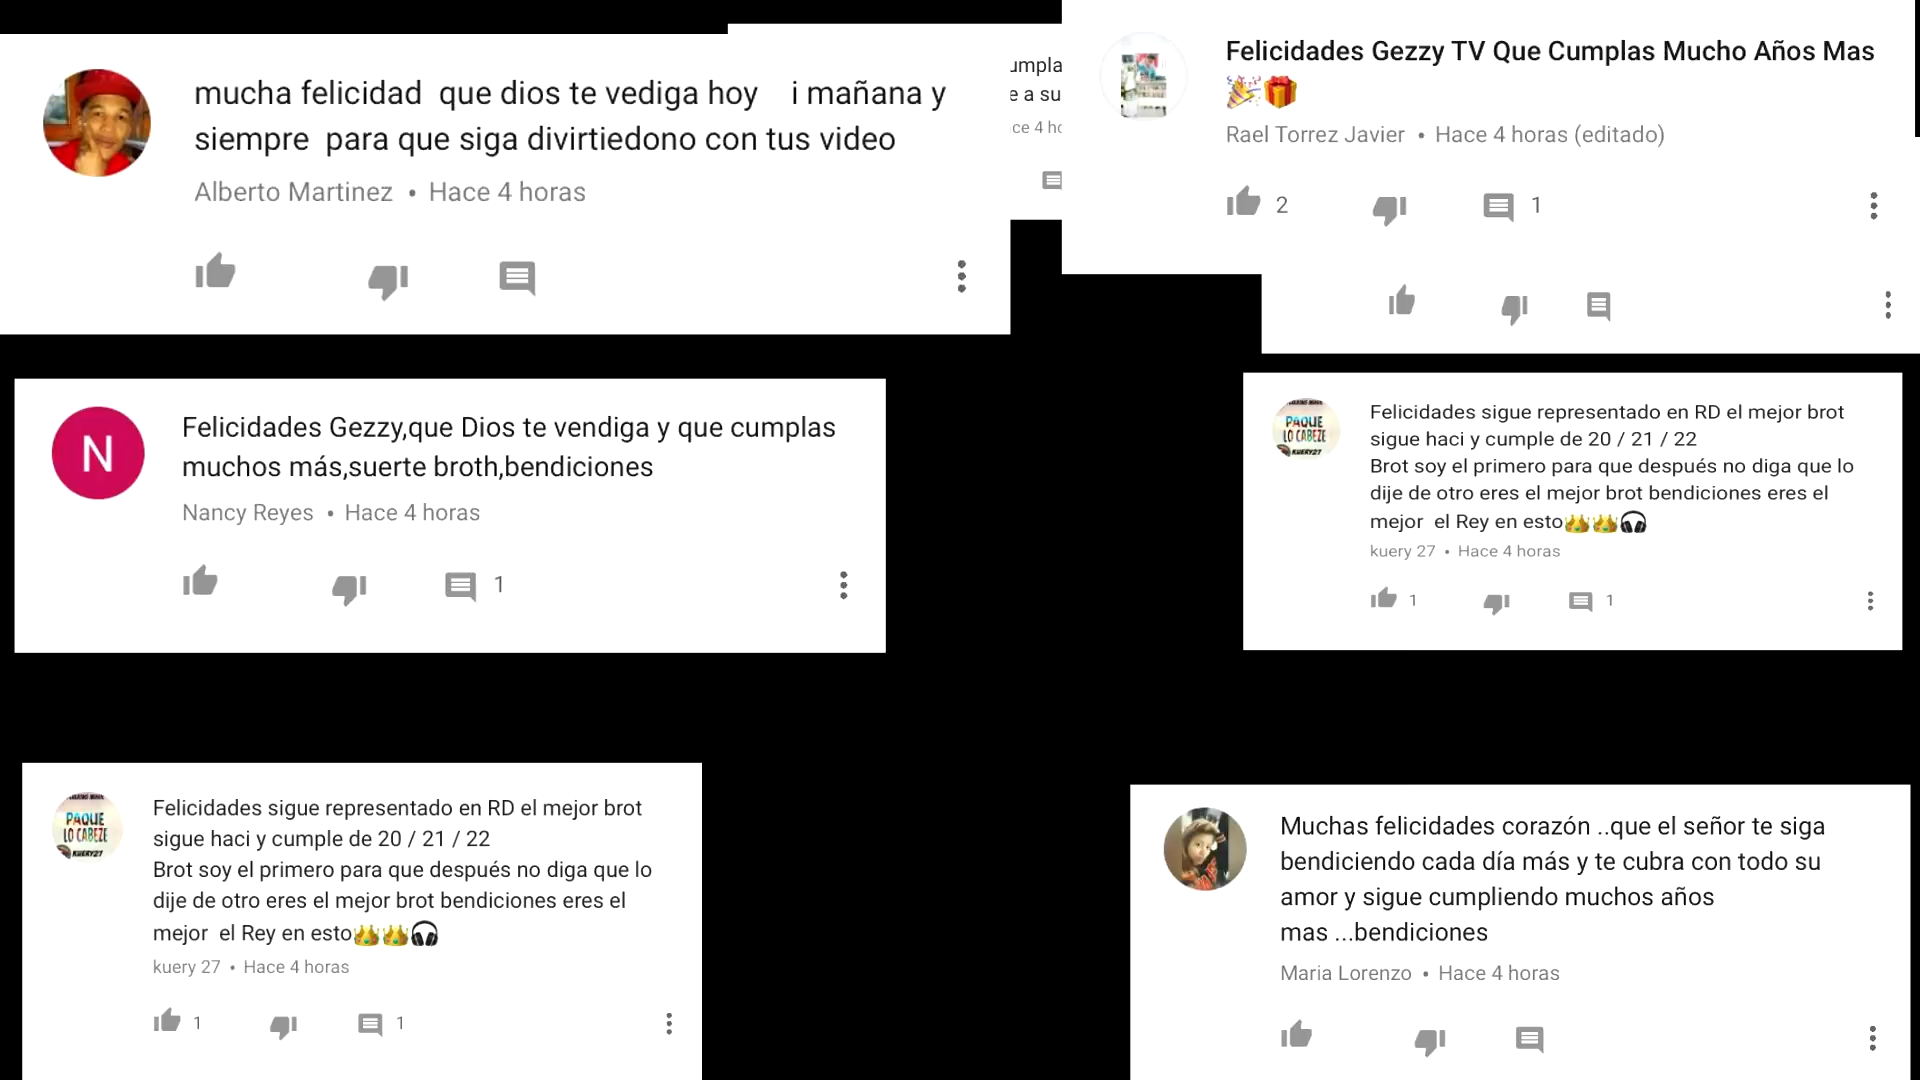 mucha felicidad  que dios te vediga hoy    i mañana y
siempre  para que siga divirtiedono con tus video
Alberto Martinez • Hace 4 horas
umpla
e a su
ce 4 ho
Felicidades Gezzy TV Que Cumplas Mucho Años Mas
🎉🎁
Rael Torrez Javier • Hace 4 horas (editado)
2
1
Felicidades Gezzy,que Dios te vendiga y que cumplas
muchos más,suerte broth,bendiciones
Nancy Reyes • Hace 4 horas
1
N
PAQUE
LO CABEZE
KUERY27
Felicidades sigue representado en RD el mejor brot
sigue haci y cumple de 20 / 21 / 22
Brot soy el primero para que después no diga que lo
dije de otro eres el mejor brot bendiciones eres el
mejor  el Rey en esto👑👑🎧
kuery 27 • Hace 4 horas
1
1
PAQUE
LO CABEZE
KUERY27
Felicidades sigue representado en RD el mejor brot
sigue haci y cumple de 20 / 21 / 22
Brot soy el primero para que después no diga que lo
dije de otro eres el mejor brot bendiciones eres el
mejor  el Rey en esto👑👑🎧
kuery 27 • Hace 4 horas
1
1
Muchas felicidades corazón ..que el señor te siga
bendiciendo cada día más y te cubra con todo su
amor y sigue cumpliendo muchos años
mas ...bendiciones
Maria Lorenzo • Hace 4 horas